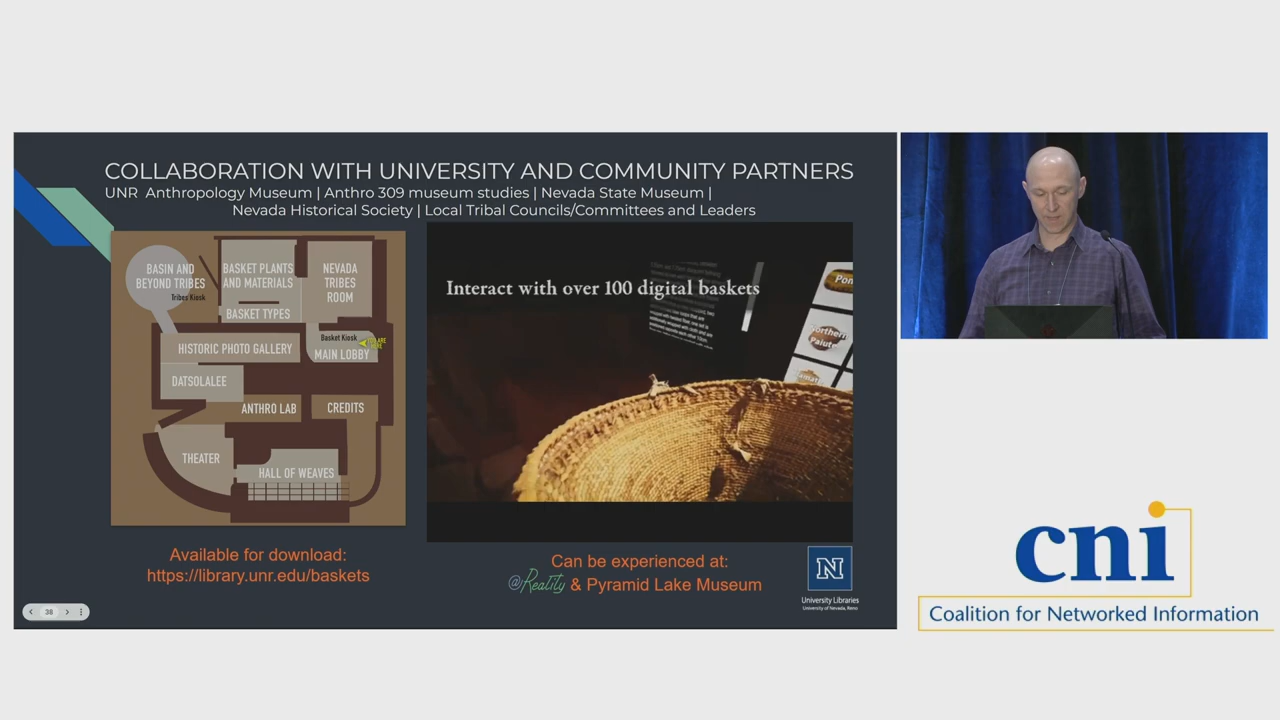 COLLABORATION WITH UNIVERSITY AND COMMUNITY PARTNERS
UNR Anthropology Museum | Anthro 309 museum studies | Nevada State Museum |
Nevada Historical Society | Local Tribal Councils/Committees and Leaders
BASIN AND
BEYOND TRIBES
Tribes Kiosk
BASKET PLANTS
AND MATERIALS
BASKET TYPES
NEVADA
TRIBES
ROOM
Basket Kiosk
YOU ARE
HERE
MAIN LOBBY
HISTORIC PHOTO GALLERY
DATSOLALEE
ANTHRO LAB
CREDITS
THEATER
HALL OF WEAVES
Interact with over 100 digital baskets
Northern
Paiute
Available for download:
https://library.unr.edu/baskets
Can be experienced at:
@Reality & Pyramid Lake Museum
N
University Libraries
University of Nevada, Reno
38
cni
Coalition for Networked Information